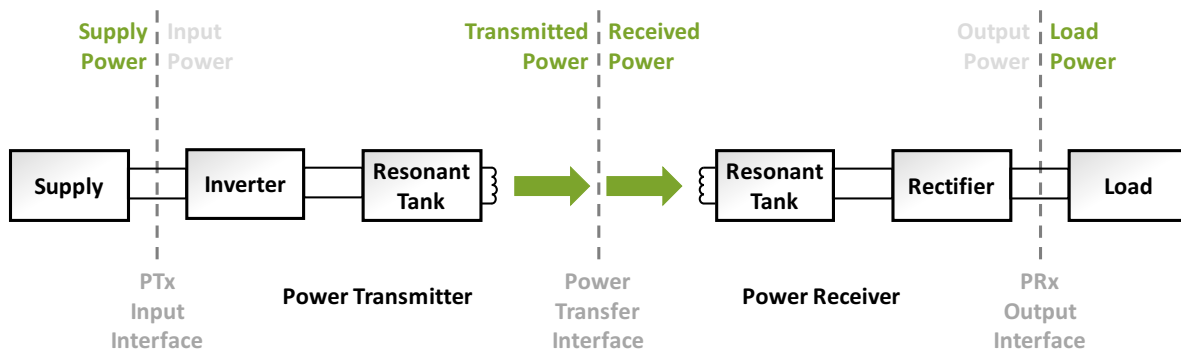 Supply
Power
Input
Power
Transmitted
Power
Received
Power
Output
Power
Load
Power
Supply
Inverter
Resonant
Tank
Resonant
Tank
Rectifier
Load
PTx
Input
Interface
Power Transmitter
Power
Transfer
Interface
Power Receiver
PRx
Output
Interface